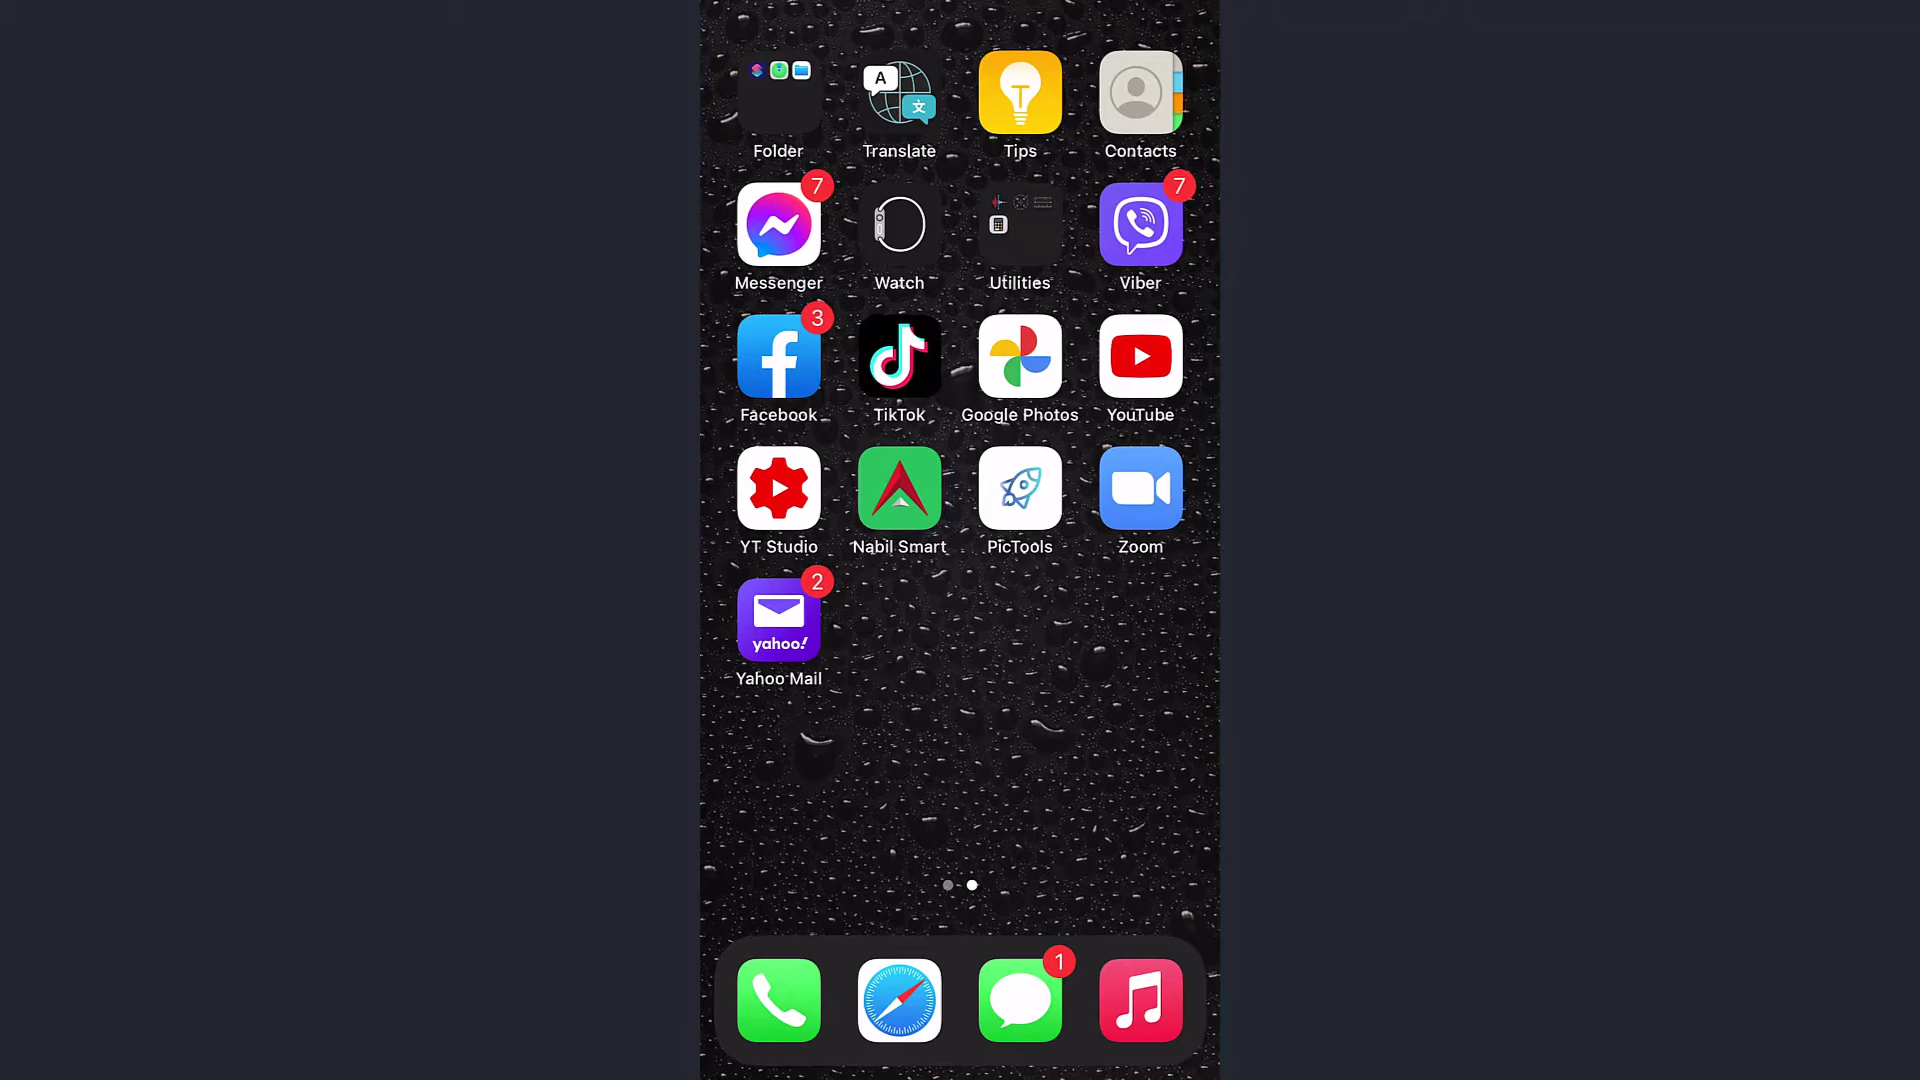 A
文
T
Folder
Translate
Tips
Contacts
7
7
Messenger
Watch
Utilities
Viber
3
Facebook
TikTok
Google Photos
YouTube
YT Studio
Nabil Smart
PicTools
Zoom
2
yahoo!
Yahoo Mail
1